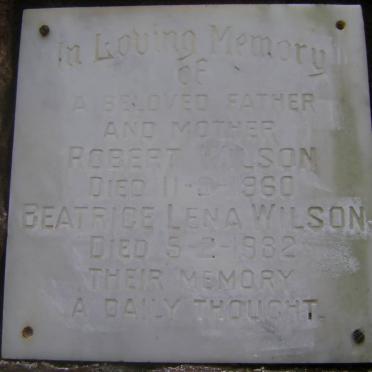 In Loving Memory
OF
A BELOVED FATHER
AND MOTHER
ROBERT WILSON
DIED 11-9-1960
BEATRICE LENA WILSON
DIED 5-2-1982
THEIR MEMORY
A DAILY THOUGHT.